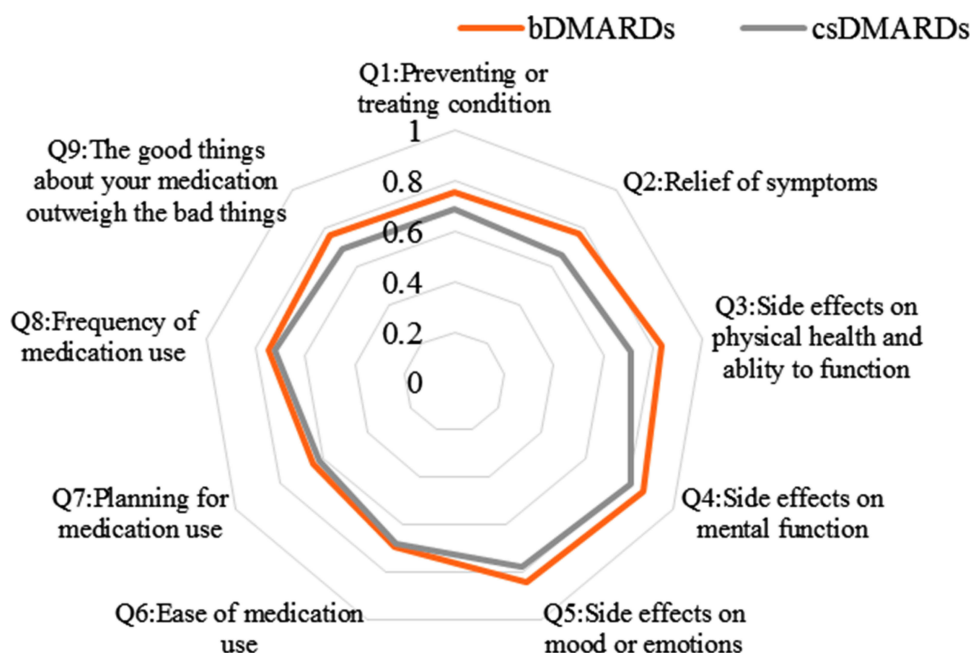 bDMARDs
csDMARDs
Q1:Preventing or
treating condition
1
0.8
0.6
0.4
0.2
0
Q2:Relief of symptoms
Q3:Side effects on
physical health and
ablity to function
Q4:Side effects on
mental function
Q5:Side effects on
mood or emotions
Q6:Ease of medication
use
Q7:Planning for
medication use
Q8:Frequency of
medication use
Q9:The good things
about your medication
outweigh the bad things